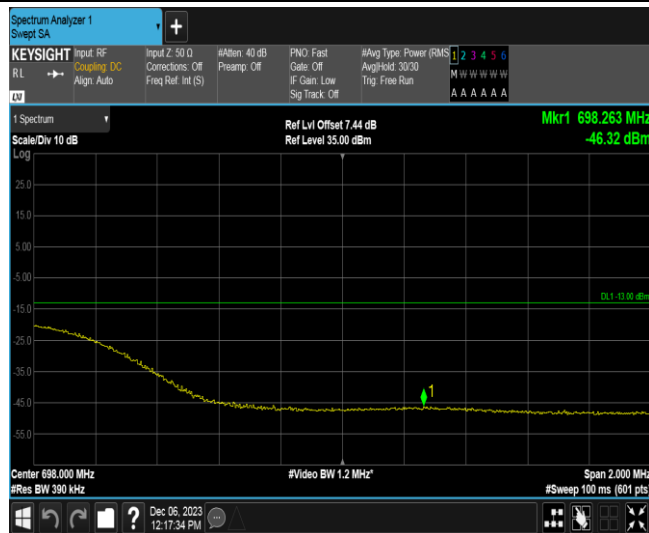 Spectrum Analyzer 1
Swept SA
KEYSIGHT
RL
Input: RF
Coupling: DC
Align: Auto
Input Z: 50 Ω
Corrections: Off
Freq Ref: Int (S)
#Atten: 40 dB
Preamp: Off
PNO: Fast
Gate: Off
IF Gain: Low
Sig Track: Off
#Avg Type: Power (RMS
Avg|Hold: 30/30
Trig: Free Run
1 2 3 4 5 6
M W W W W W
A A A A A A
1 Spectrum
Scale/Div 10 dB
Log
Ref Lvl Offset 7.44 dB
Ref Level 35.00 dBm
Mkr1 698.263 MHz
-46.32 dBm
25.0
15.0
5.00
-5.00
-15.0
-25.0
-35.0
-45.0
-55.0
DL1 -13.00 dBm
1
Center 698.000 MHz
#Res BW 390 kHz
#Video BW 1.2 MHz*
Span 2.000 MHz
#Sweep 100 ms (601 pts)
?
Dec 06, 2023
12:17:34 PM